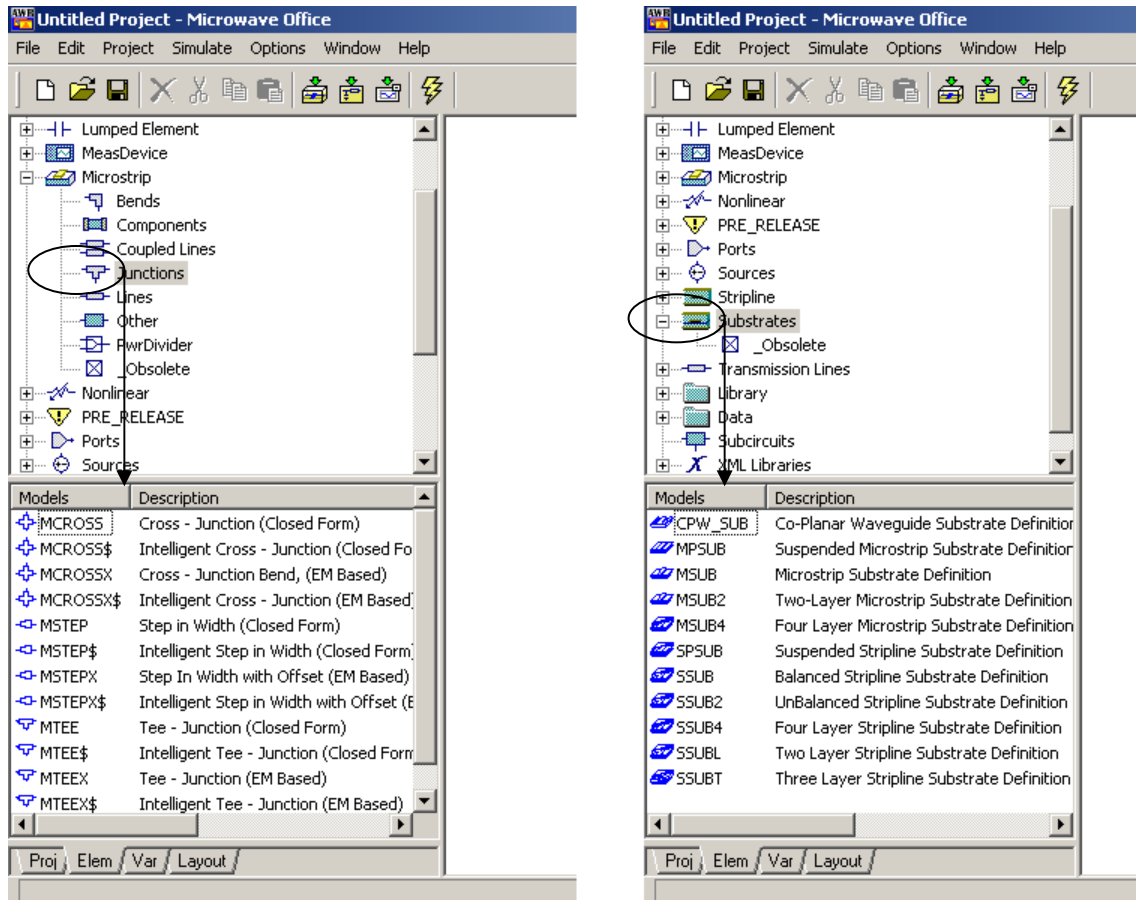 AWR Untitled Project - Microwave Office
File Edit Project Simulate Options Window Help
Lumped Element
MeasDevice
Microstrip
Bends
Components
Coupled Lines
Junctions
Lines
Other
PwrDivider
_Obsolete
Nonlinear
PRE_RELEASE
Ports
Sources
Models Description
MCROSS Cross - Junction (Closed Form)
MCROSS$ Intelligent Cross - Junction (Closed Fo
MCROSSX Cross - Junction Bend, (EM Based)
MCROSSX$ Intelligent Cross - Junction (EM Based)
MSTEP Step in Width (Closed Form)
MSTEP$ Intelligent Step in Width (Closed Form)
MSTEPX Step In Width with Offset (EM Based)
MSTEPX$ Intelligent Step in Width with Offset (E
MTEE Tee - Junction (Closed Form)
MTEE$ Intelligent Tee - Junction (Closed Form
MTEEX Tee - Junction (EM Based)
MTEEX$ Intelligent Tee - Junction (EM Based)
Proj Elem Var Layout
AWR Untitled Project - Microwave Office
File Edit Project Simulate Options Window Help
Lumped Element
MeasDevice
Microstrip
Nonlinear
PRE_RELEASE
Ports
Sources
Stripline
Substrates
_Obsolete
Transmission Lines
Library
Data
Subcircuits
XML Libraries
Models Description
CPW_SUB Co-Planar Waveguide Substrate Definition
MPSUB Suspended Microstrip Substrate Definition
MSUB Microstrip Substrate Definition
MSUB2 Two-Layer Microstrip Substrate Definition
MSUB4 Four Layer Microstrip Substrate Definition
SPSUB Suspended Stripline Substrate Definition
SSUB Balanced Stripline Substrate Definition
SSUB2 UnBalanced Stripline Substrate Definition
SSUB4 Four Layer Stripline Substrate Definition
SSUBL Two Layer Stripline Substrate Definition
SSUBT Three Layer Stripline Substrate Definition
Proj Elem Var Layout